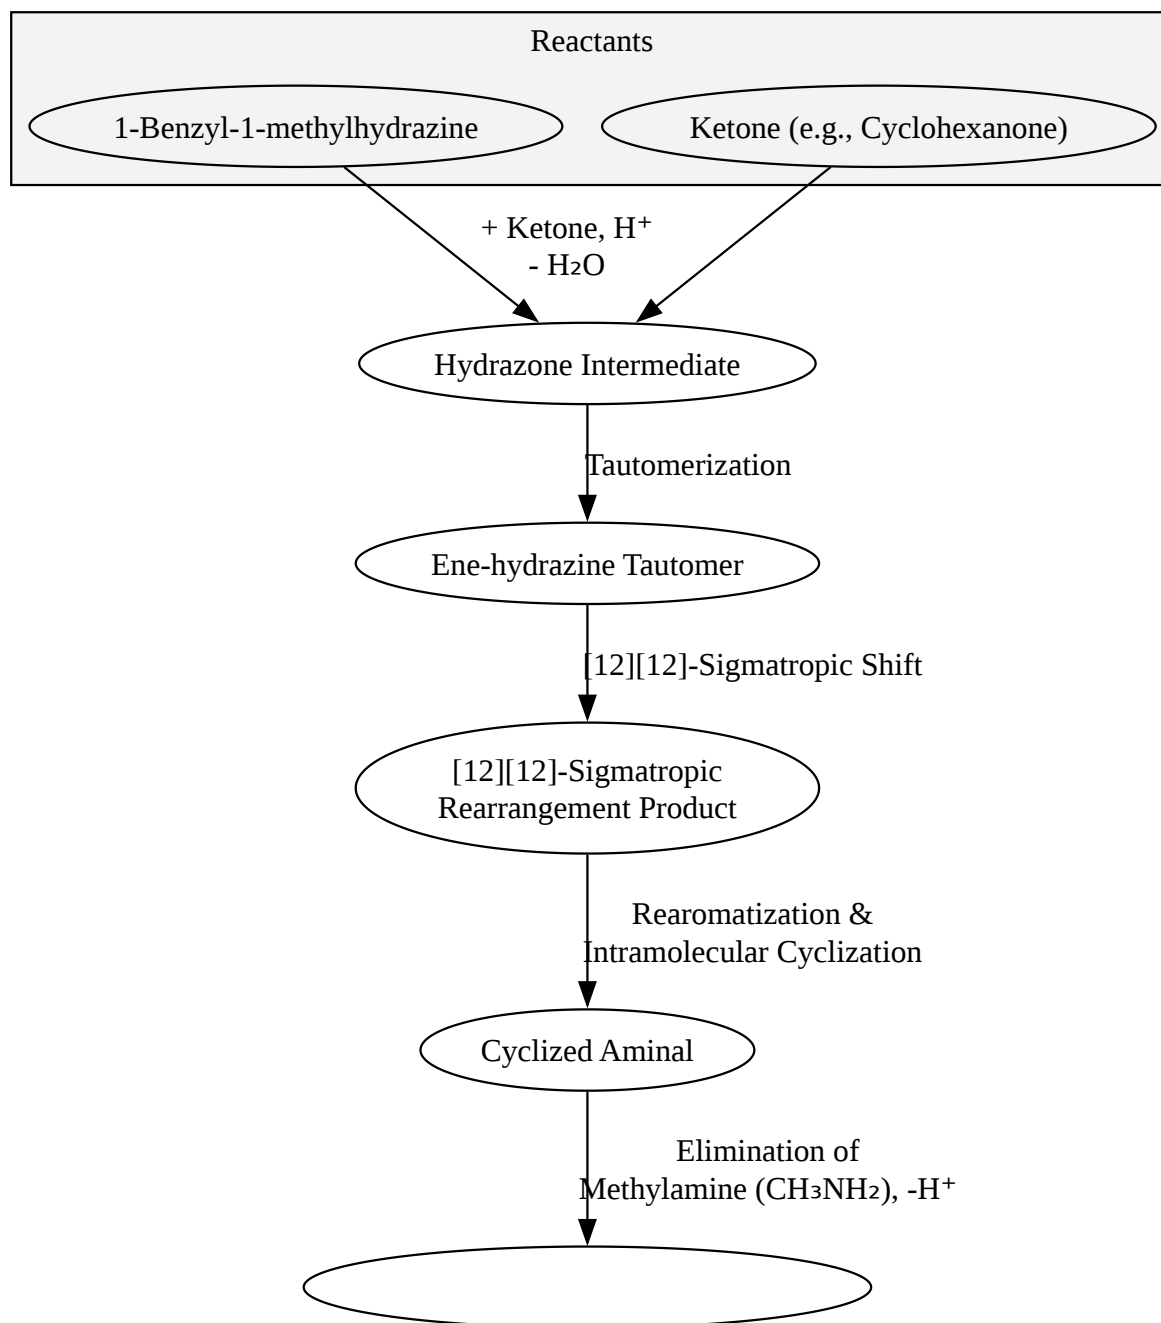 Reactants
1-Benzyl-1-methylhydrazine
Ketone (e.g., Cyclohexanone)
+ Ketone, H⁺
- H₂O
Hydrazone Intermediate
Tautomerization
Ene-hydrazine Tautomer
[12][12]-Sigmatropic Shift
[12][12]-Sigmatropic
Rearrangement Product
Rearomatization &
Intramolecular Cyclization
Cyclized Aminal
Elimination of
Methylamine (CH₃NH₂), -H⁺